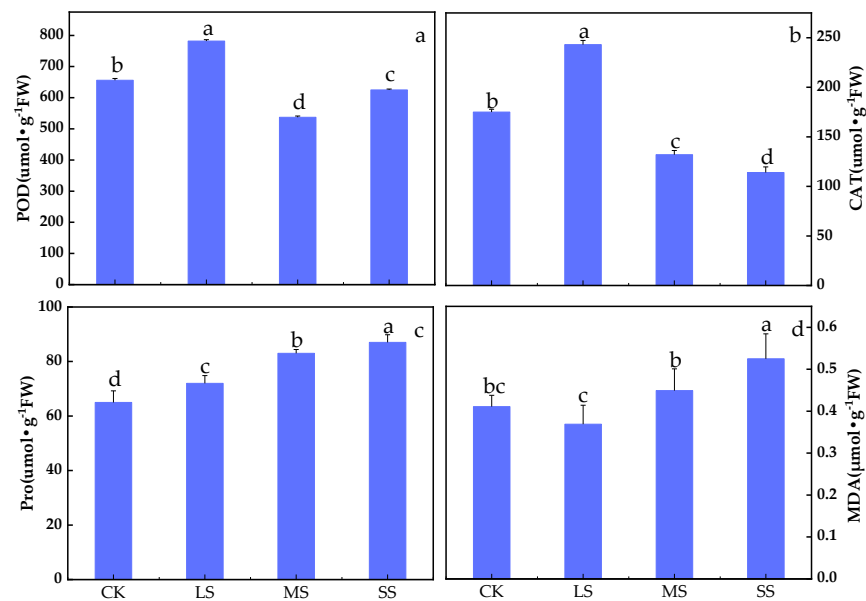 800
700
600
500
400
300
200
100
0
POD(umol•g-1FW)
b
a
d
c
a
250
200
150
100
50
0
CAT(umol•g-1FW)
b
a
c
d
b
100
80
60
40
20
0
Pro(umol•g-1FW)
d
c
b
a
c
CK LS MS SS
0.6
0.5
0.4
0.3
0.2
0.1
0.0
MDA(μmol•g-1FW)
bc
c
b
a
d
CK LS MS SS